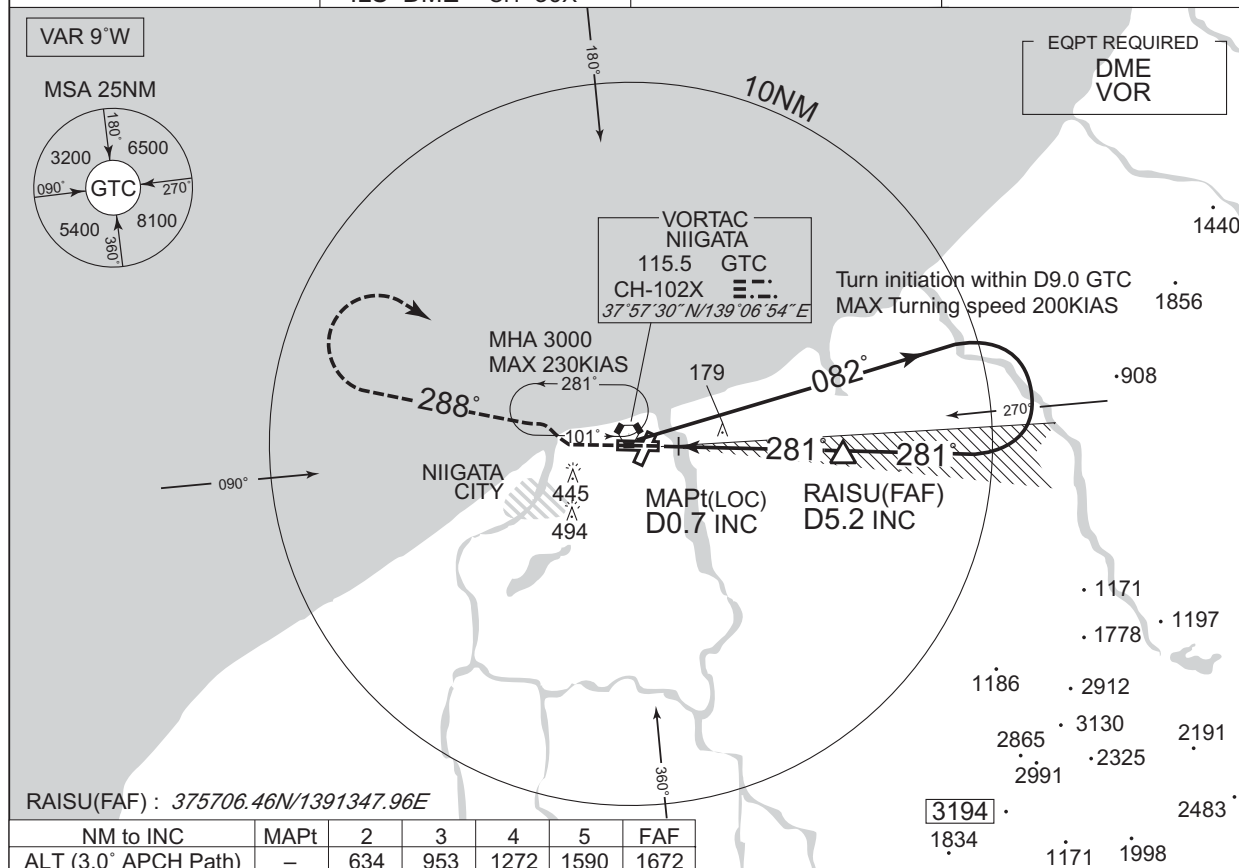 ILS-DME CH-56X
VAR 9°W
MSA 25NM
180°
3200
6500
090°
GTC
270°
5400
8100
360°
180°
10NM
EQPT REQUIRED
DME
VOR
VORTAC
NIIGATA
115.5 GTC
CH-102X
37°57′30″N/139°06′54″E
1440
Turn initiation within D9.0 GTC
MAX Turning speed 200KIAS
1856
MHA 3000
MAX 230KIAS
281°
179
082°
908
288°
270°
101°
281°
281°
090°
NIIGATA
CITY
445
494
MAPt(LOC)
D0.7 INC
RAISU(FAF)
D5.2 INC
1171
1197
1778
1186
2912
3130
2191
2865
2325
2991
360°
3194
2483
1834
1171
1998
RAISU(FAF) : 375706.46N/1391347.96E
NM to INC MAPt 2 3 4 5 FAF
ALT (3.0° APCH Path) – 634 953 1272 1590 1672